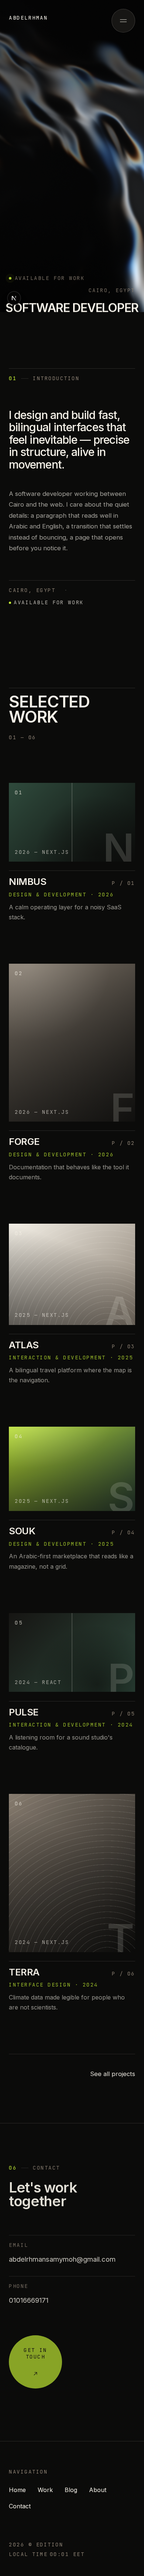 ABDELRHMAN
AVAILABLE FOR WORK
CAIRO, EGYP
N
SOFTWARE DEVELOPER
01 — INTRODUCTION
I design and build fast,
bilingual interfaces that
feel inevitable — precise
in structure, alive in
movement.
A software developer working between
Cairo and the web. I care about the quiet
details: a paragraph that reads well in
Arabic and English, a transition that settles
instead of bouncing, a page that opens
before you notice it.
CAIRO, EGYPT
AVAILABLE FOR WORK
SELECTED
WORK
01 — 06
01
N
2026 — NEXT.JS
NIMBUS
P / 01
DESIGN & DEVELOPMENT · 2026
A calm operating layer for a noisy SaaS
stack.
02
F
2026 — NEXT.JS
FORGE
P / 02
DESIGN & DEVELOPMENT · 2026
Documentation that behaves like the tool it
documents.
A
2025 — NEXT.JS
ATLAS
P / 03
INTERACTION & DEVELOPMENT · 2025
A bilingual travel platform where the map is
the navigation.
04
S
2025 — NEXT.JS
SOUK
P / 04
DESIGN & DEVELOPMENT · 2025
An Arabic-first marketplace that reads like a
magazine, not a grid.
05
P
2024 — REACT
PULSE
P / 05
INTERACTION & DEVELOPMENT · 2024
A listening room for a sound studio's
catalogue.
06
T
2024 — NEXT.JS
TERRA
P / 06
INTERFACE DESIGN · 2024
Climate data made legible for people who
are not scientists.
See all projects
06 — CONTACT
Let's work
together
EMAIL
abdelrhmansamymoh@gmail.com
PHONE
01016669171
GET IN
TOUCH
↗
NAVIGATION
Home Work Blog About
Contact
2026 © EDITION
LOCAL TIME 00:01 EET